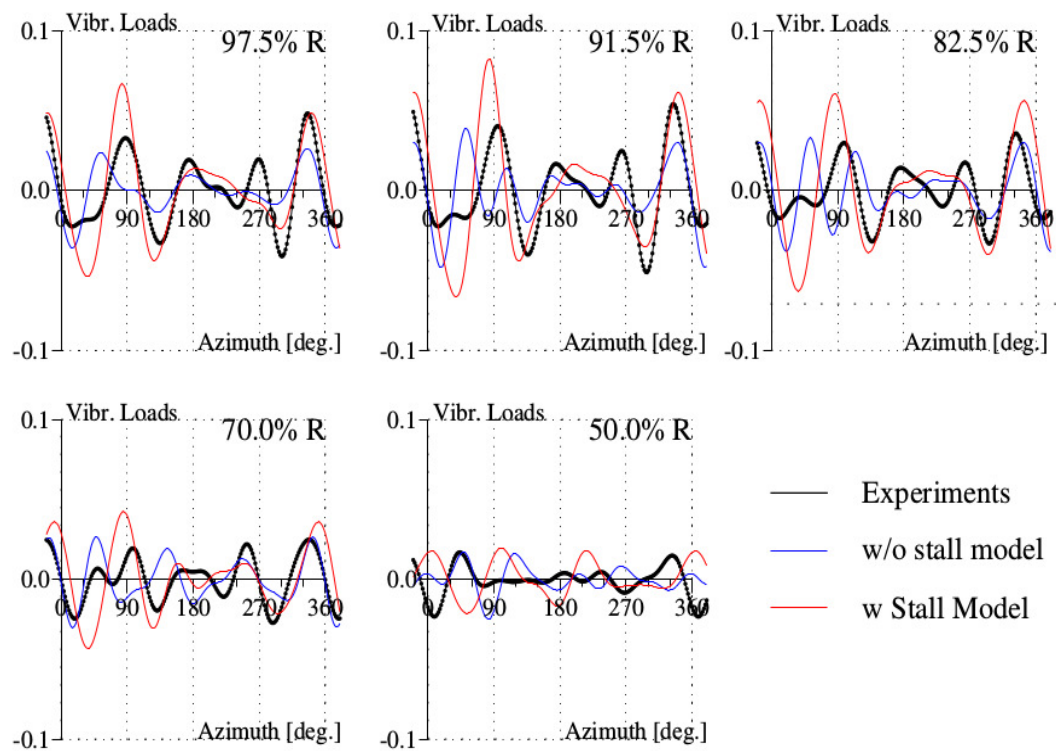 Vibr. Loads
97.5% R
0.1
0.0
-0.1
0 90 180 270 360
Azimuth [deg.]
Vibr. Loads
91.5% R
0.1
0.0
-0.1
0 90 180 270 360
Azimuth [deg.]
Vibr. Loads
82.5% R
0.1
0.0
-0.1
0 90 180 270 360
Azimuth [deg.]
Vibr. Loads
70.0% R
0.1
0.0
-0.1
0 90 180 270 360
Azimuth [deg.]
Vibr. Loads
50.0% R
0.1
0.0
-0.1
0 90 180 270 360
Azimuth [deg.]
Experiments
w/o stall model
w Stall Model